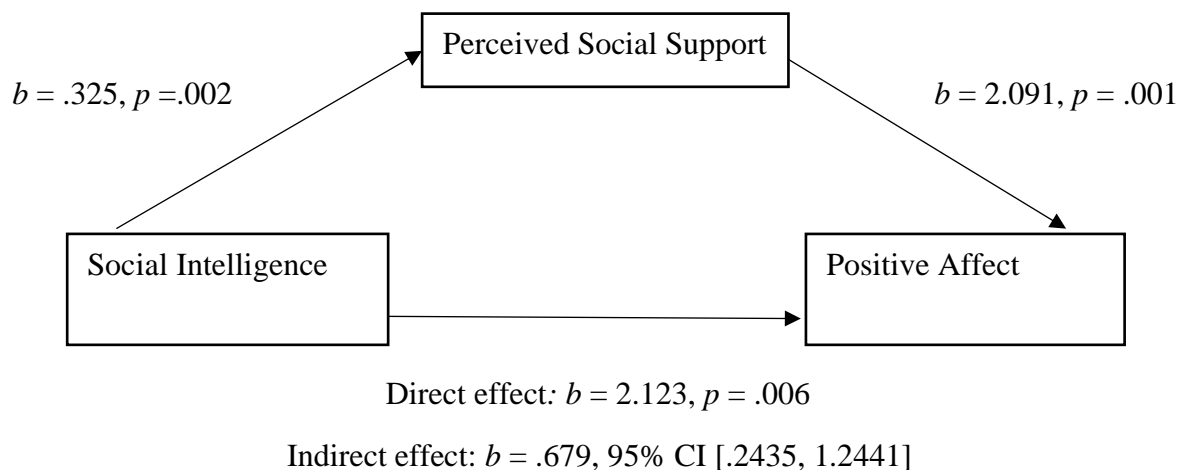 Perceived Social Support
b = .325, p =.002
b = 2.091, p = .001
Social Intelligence
Positive Affect
Direct effect: b = 2.123, p = .006
Indirect effect: b = .679, 95% CI [.2435, 1.2441]